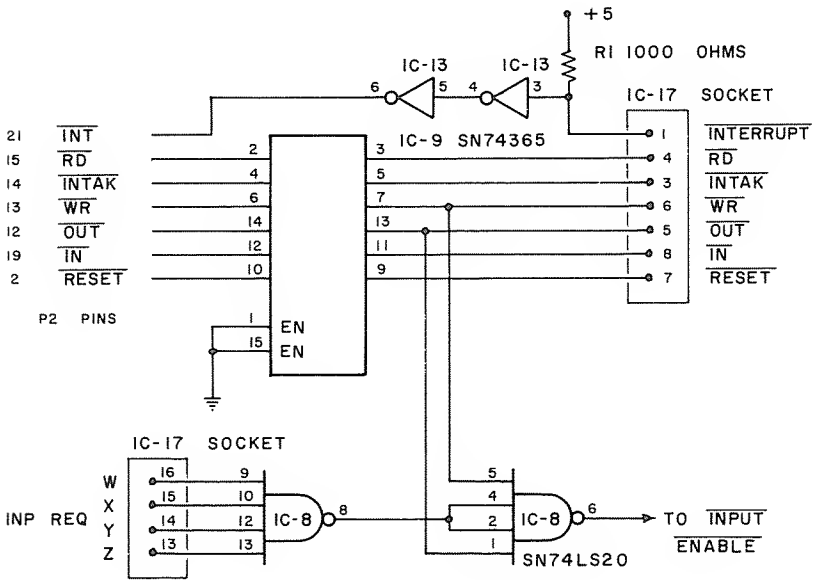 +5
R1 1000 OHMS
IC-13
IC-13
6
5
4
3
IC-17 SOCKET
IC-9 SN74365
21 INT
1 INTERRUPT
15 RD
2
3
4 RD
14 INTAK
4
5
3 INTAK
13 WR
6
7
6 WR
12 OUT
14
13
5 OUT
19 IN
12
11
8 IN
2 RESET
10
9
7 RESET
P2 PINS
1 EN
15 EN
IC-17 SOCKET
INP REQ
W 16 9
X 15 10
Y 14 12
Z 13 13
IC-8
8
5
4
2
1
IC-8
6
SN74LS20
TO INPUT
ENABLE